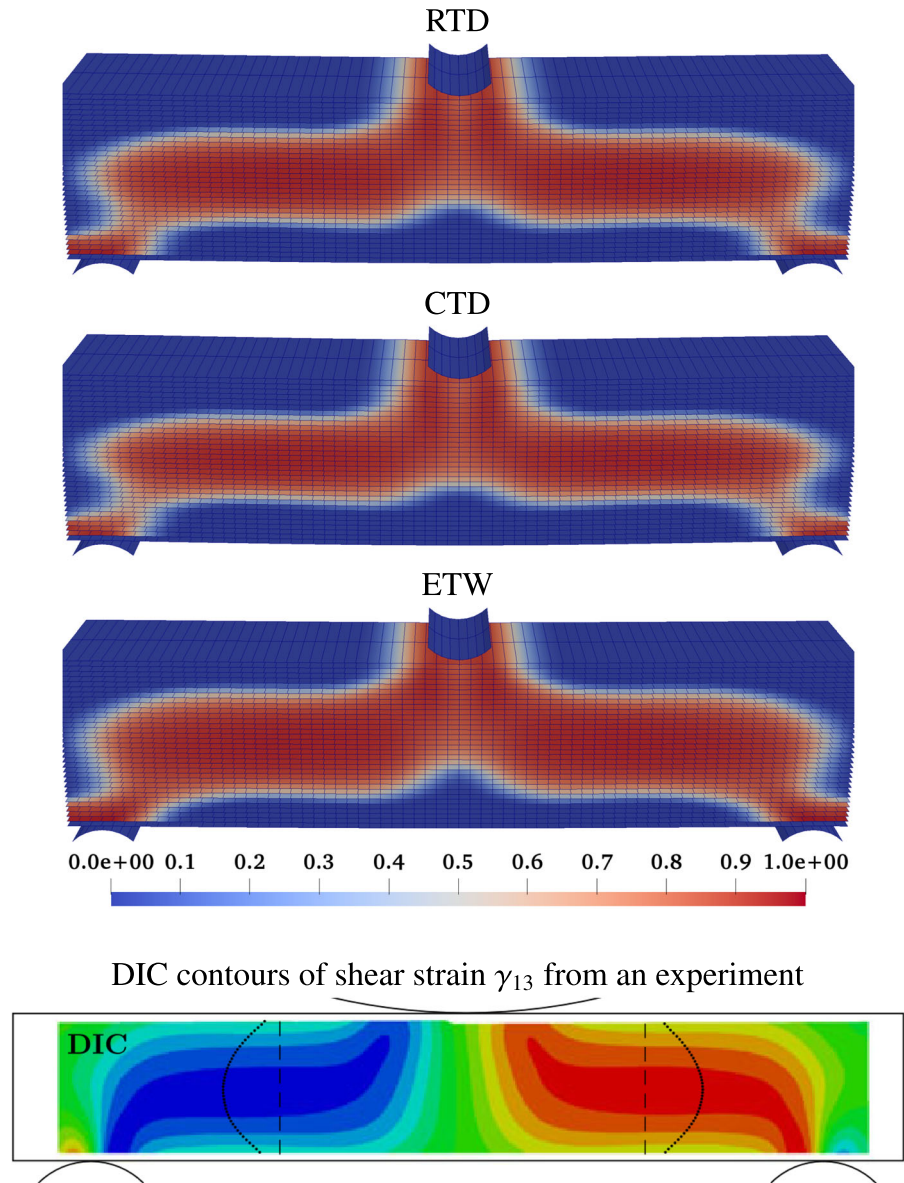 RTD
CTD
ETW
0.0e+00 0.1 0.2 0.3 0.4 0.5 0.6 0.7 0.8 0.9 1.0e+00
DIC contours of shear strain γ₁₃ from an experiment
DIC